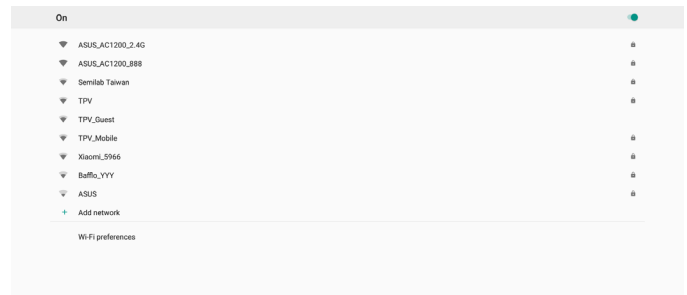 On
ASUS_AC1200_2.4G
ASUS_AC1200_888
Semilab Taiwan
TPV
TPV_Guest
TPV_Mobile
Xiaomi_5966
Bafflo_YYY
ASUS
Add network
Wi-Fi preferences